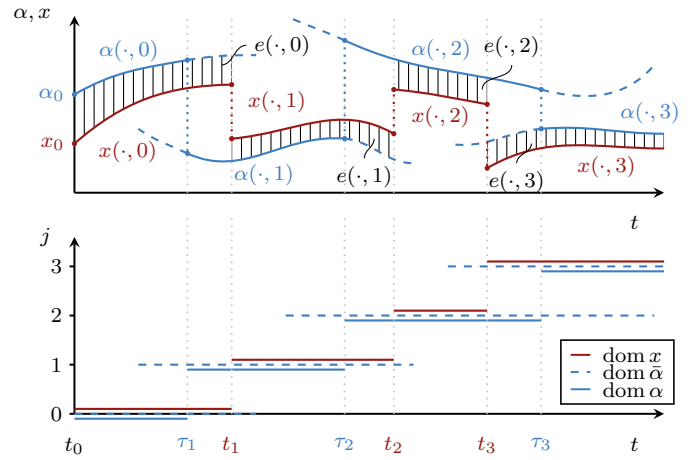 α, x
α(·, 0) e(·, 0) α(·, 2) e(·, 2)
α₀ x(·, 1) x(·, 2) α(·, 3)
x₀ x(·, 0) α(·, 1) e(·, 1) e(·, 3) x(·, 3)
t
j
3
2
1
0
dom x
dom ᾱ
dom α
t₀ τ₁ t₁ τ₂ t₂ t₃ τ₃ t